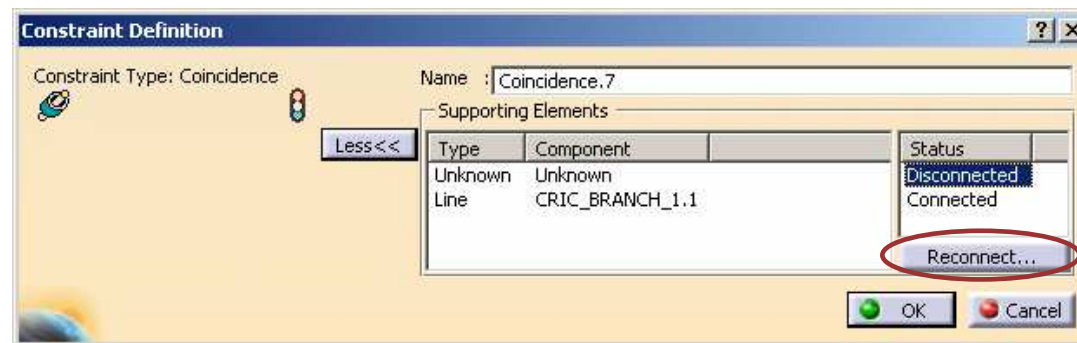 Constraint Definition
? ×
Constraint Type: Coincidence
Name : Coincidence.7
Supporting Elements
Less<<
Type Component Status
Unknown Unknown Disconnected
Line CRIC_BRANCH_1.1 Connected
Reconnect...
OK Cancel